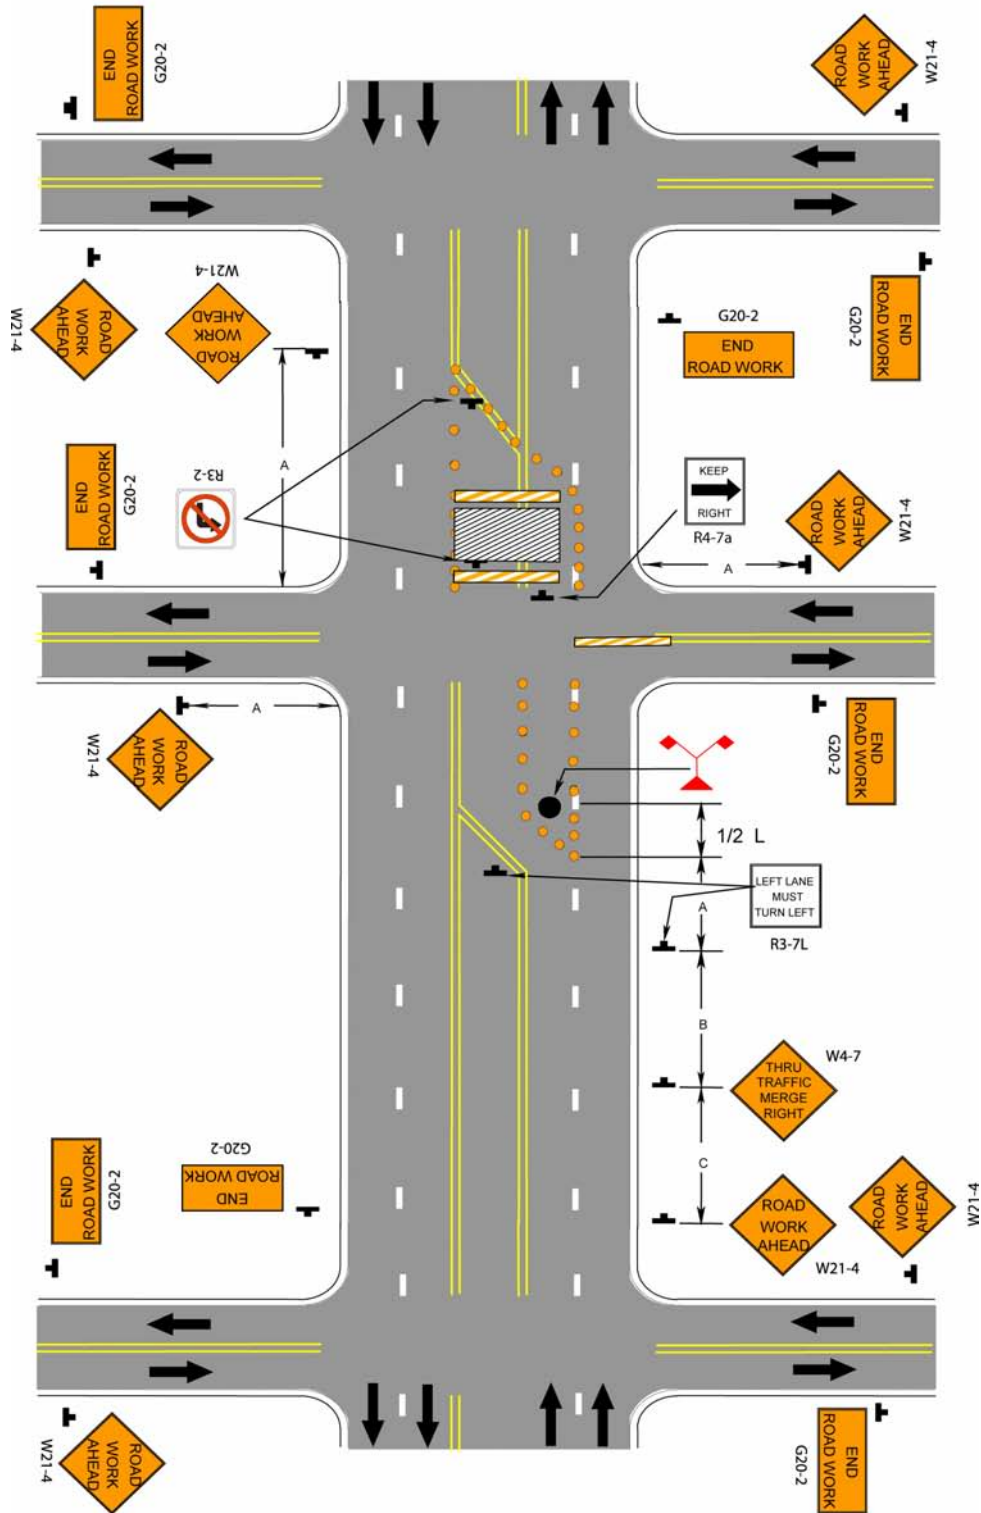 END
ROAD WORK
G20-2
ROAD
WORK
AHEAD
W21-4
ROAD
WORK
AHEAD
W21-4
W21-4
ROAD
WORK
AHEAD
G20-2
END
ROAD WORK
END
ROAD WORK
G20-2
A
END
ROAD WORK
G20-2
R3-2
KEEP
RIGHT
R4-7a
ROAD
WORK
AHEAD
W21-4
A
A
ROAD
WORK
AHEAD
W21-4
END
ROAD WORK
G20-2
1/2 L
LEFT LANE
MUST
TURN LEFT
R3-7L
A
B
W4-7
THRU
TRAFFIC
MERGE
RIGHT
C
END
ROAD WORK
G20-2
G20-2
END
ROAD WORK
ROAD
WORK
AHEAD
W21-4
ROAD
WORK
AHEAD
W21-4
ROAD
WORK
AHEAD
W21-4
END
ROAD WORK
G20-2